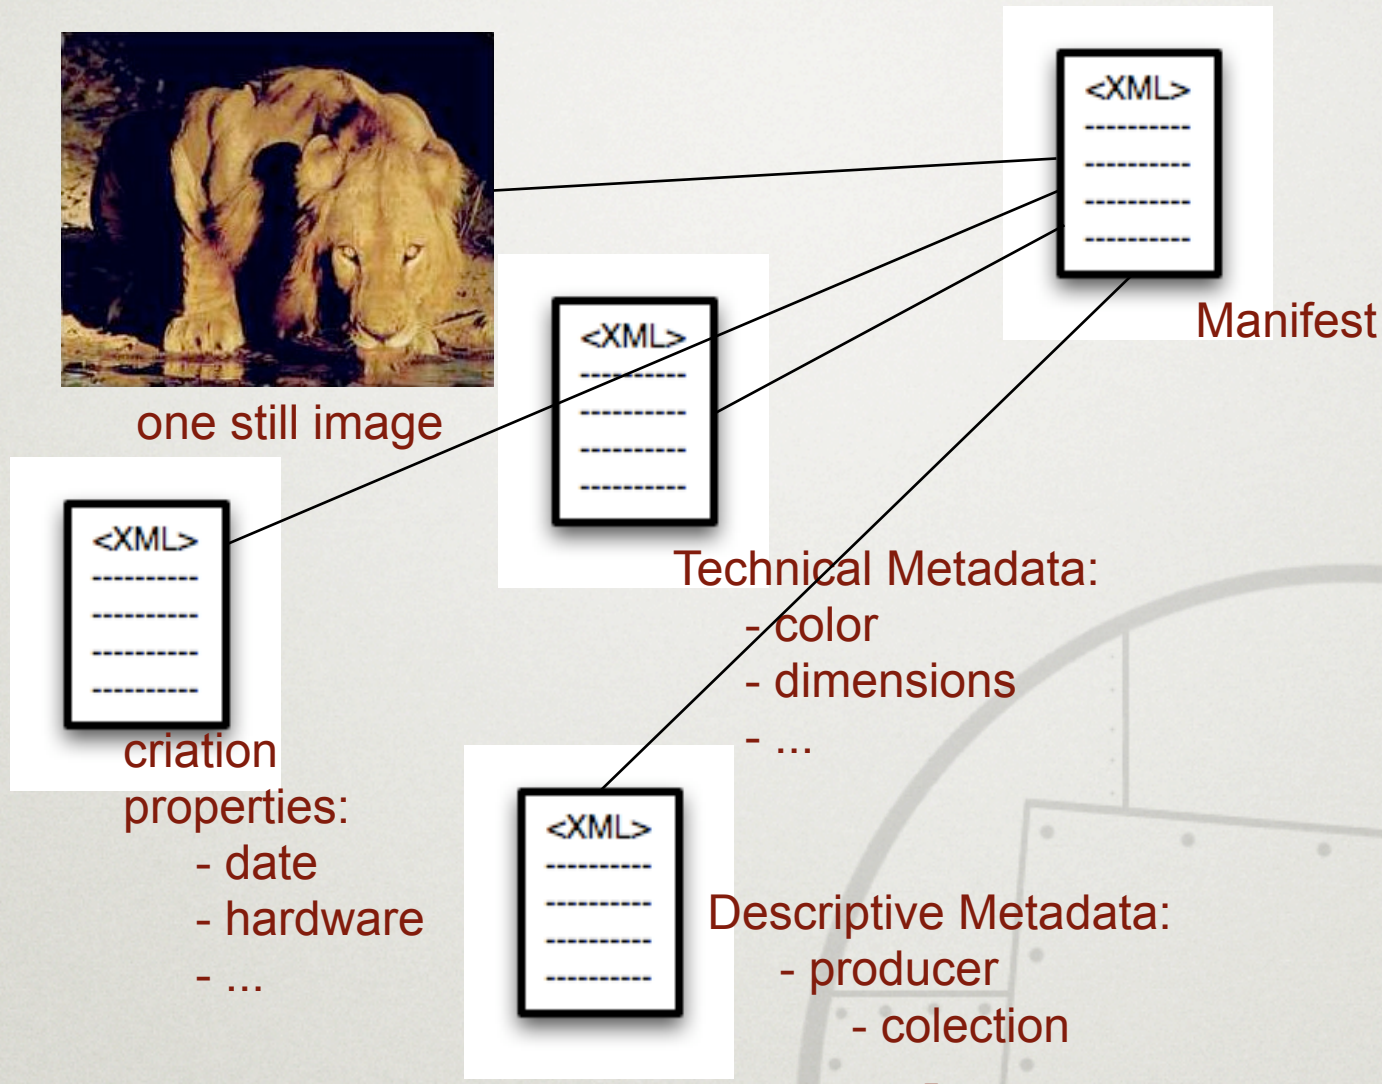 <XML>
----------
----------
----------
----------
Manifest
one still image
<XML>
----------
----------
----------
----------
Technical Metadata:
- color
- dimensions
- ...
<XML>
----------
----------
----------
----------
criation
properties:
- date
- hardware
- ...
<XML>
----------
----------
----------
----------
Descriptive Metadata:
- producer
- colection